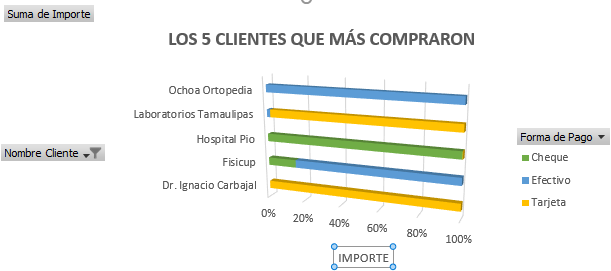 Suma de Importe
LOS 5 CLIENTES QUE MÁS COMPRARON
Ochoa Ortopedia
Laboratorios Tamaulipas
Hospital Pio
Fisicup
Dr. Ignacio Carbajal
0%
20%
40%
60%
80%
100%
IMPORTE
Nombre Cliente
Forma de Pago
Cheque
Efectivo
Tarjeta